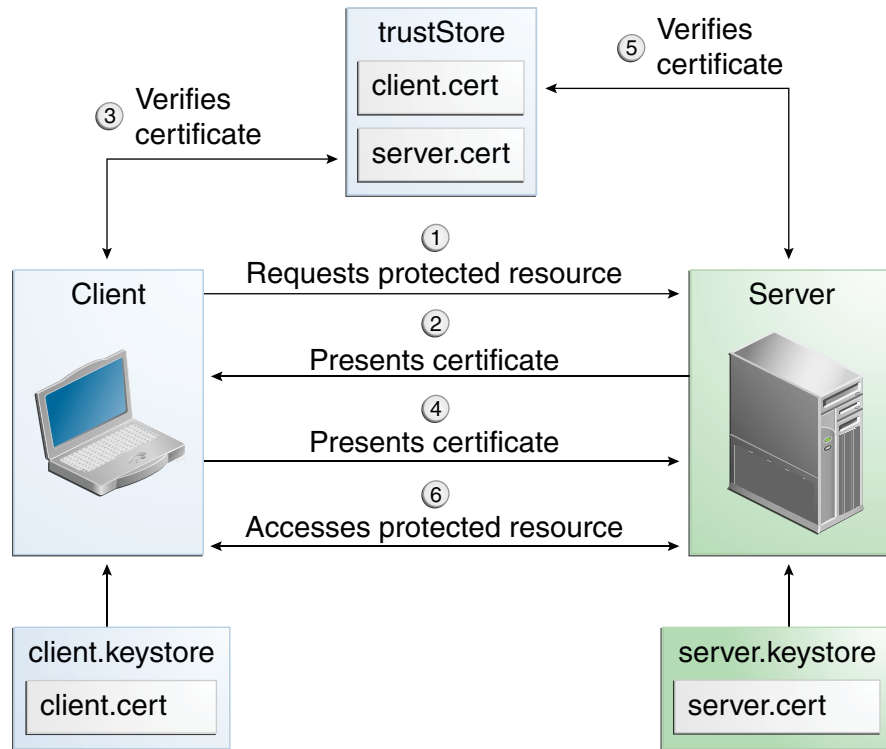 trustStore
client.cert
server.cert
3 Verifies
certificate
5 Verifies
certificate
1
Requests protected resource
2
Presents certificate
4
Presents certificate
6
Accesses protected resource
Client
Server
client.keystore
client.cert
server.keystore
server.cert